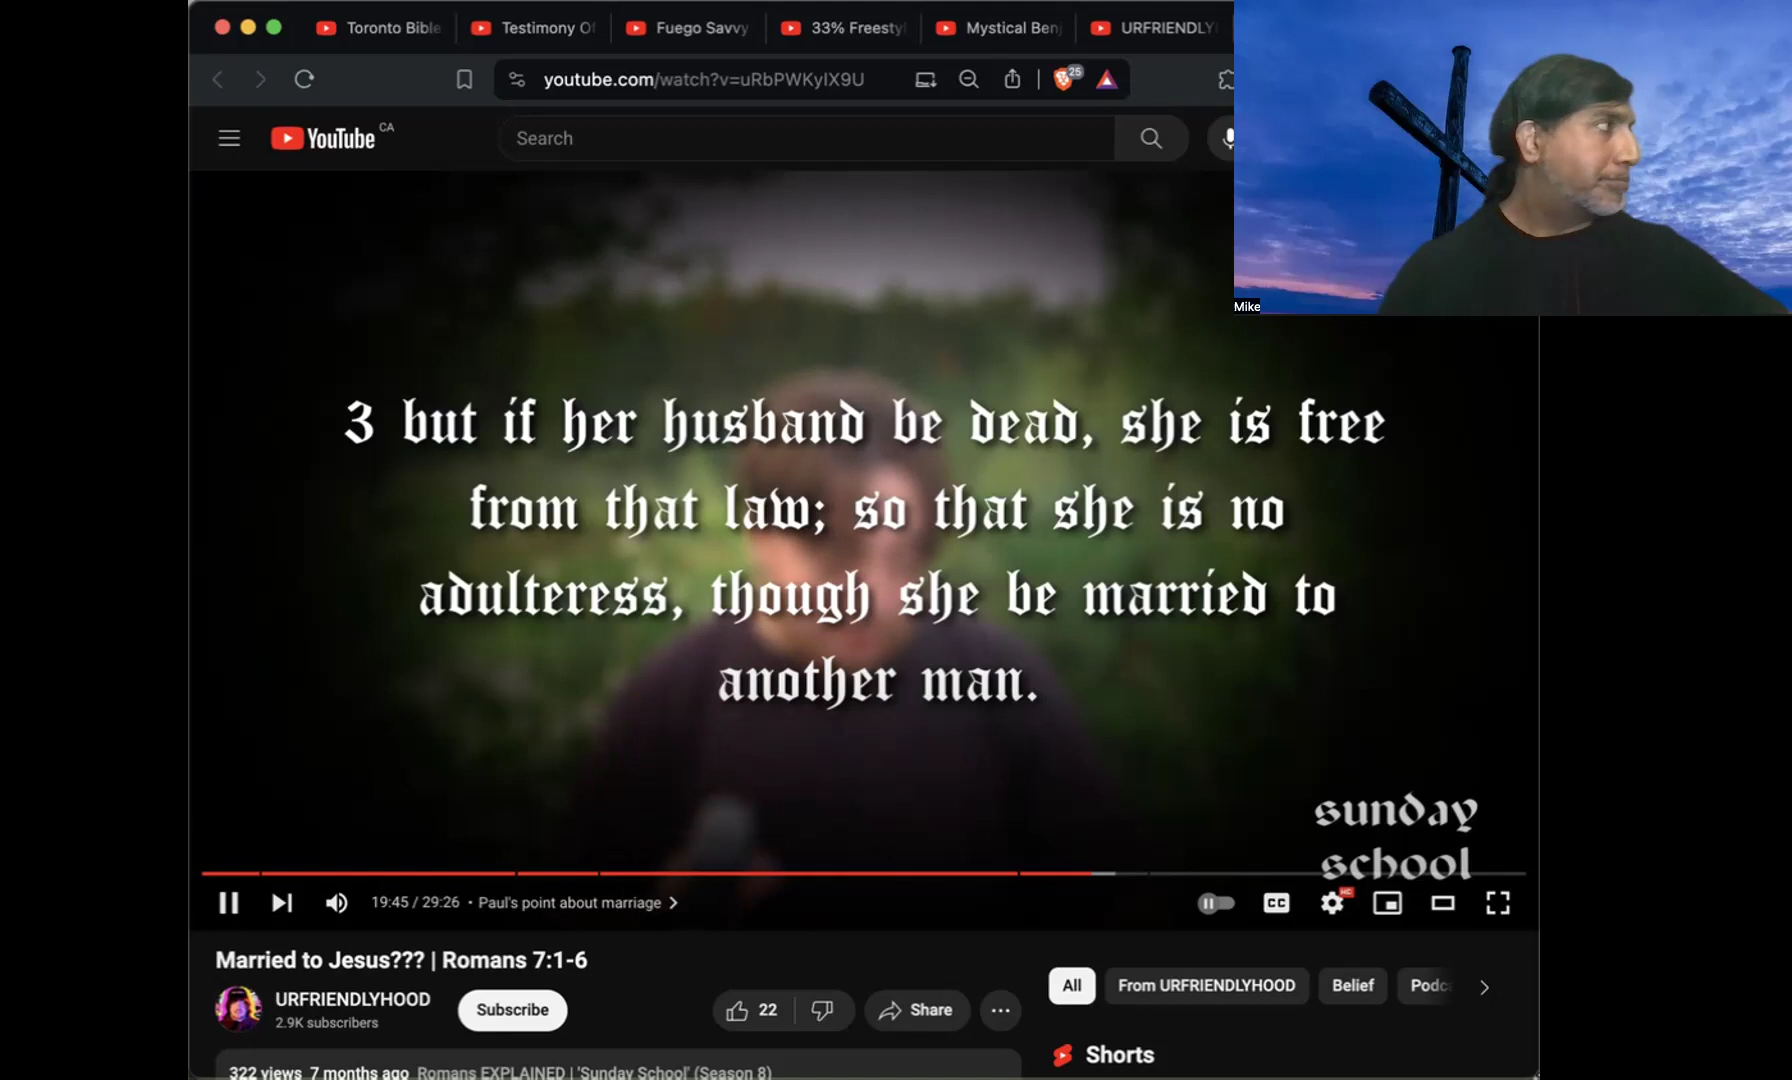 Toronto Bible
Testimony Of
Fuego Savvy
33% Freesty
Mystical Ben
URFRIENDLY
youtube.com/watch?v=uRbPWKyIX9U
25
YouTube CA
Search
Mike
3 but if her husband be dead, she is free
from that law; so that she is no
adulteress, though she be married to
another man.
sunday
school
19:45 / 29:26 • Paul's point about marriage
CC
HC
Married to Jesus??? | Romans 7:1-6
URFRIENDLYHOOD
2.9K subscribers
Subscribe
22
Share
All
From URFRIENDLYHOOD
Belief
Podc
Shorts
322 views 7 months ago Romans EXPLAINED | 'Sunday School' (Season 8)